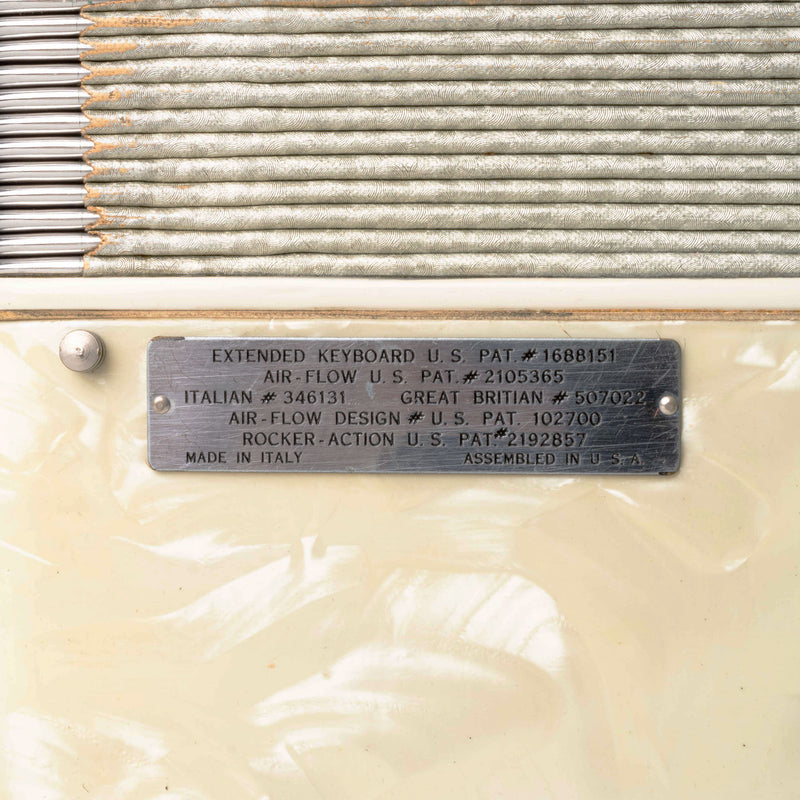 EXTENDED KEYBOARD U.S. PAT.# 1688151
AIR-FLOW U.S. PAT.# 2105365
ITALIAN # 346131 GREAT BRITIAN # 507022
AIR-FLOW DESIGN # U.S. PAT. 102700
ROCKER-ACTION U.S. PAT.# 2192857
MADE IN ITALY ASSEMBLED IN U.S.A.